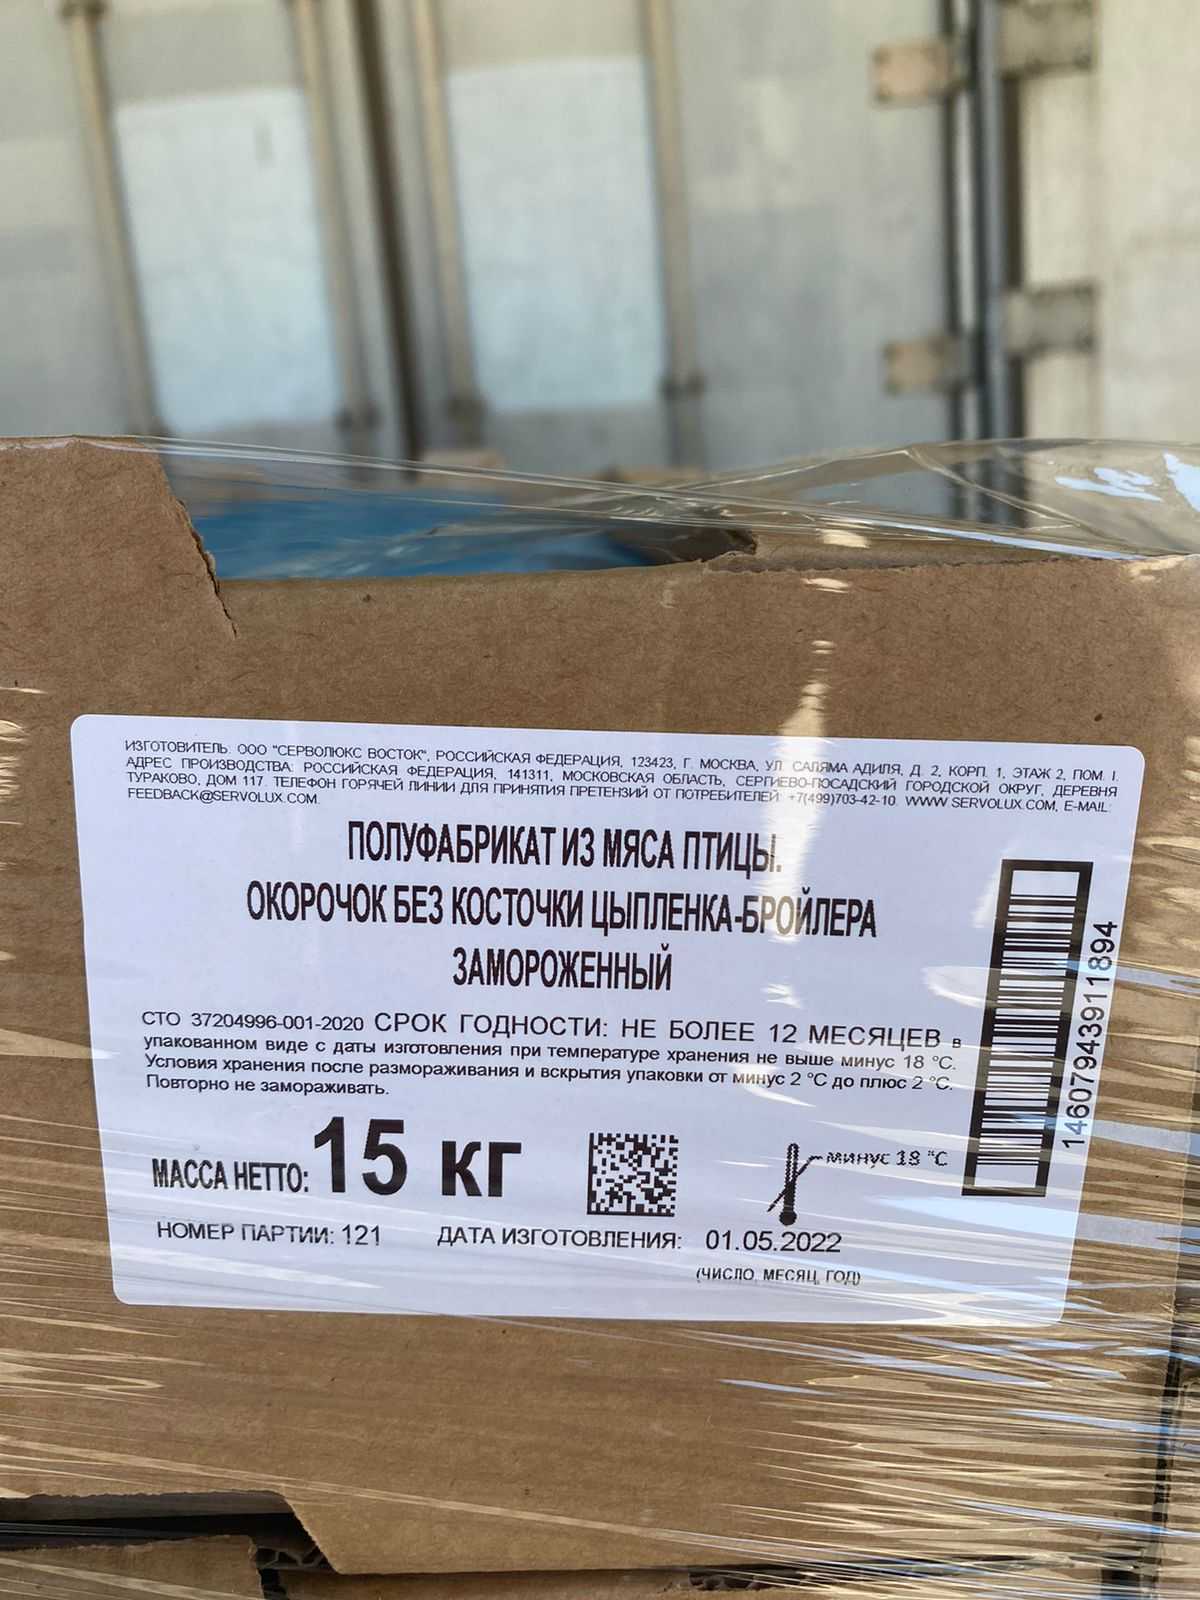 ИЗГОТОВИТЕЛЬ: ООО "СЕРВОЛЮКС ВОСТОК", РОССИЙСКАЯ ФЕДЕРАЦИЯ, 123423, Г. МОСКВА, УЛ. САЛЯМА АДИЛЯ, Д. 2, КОРП. 1, ЭТАЖ 2, ПОМ. I.
АДРЕС ПРОИЗВОДСТВА: РОССИЙСКАЯ ФЕДЕРАЦИЯ, 141311, МОСКОВСКАЯ ОБЛАСТЬ, СЕРГИЕВО-ПОСАДСКИЙ ГОРОДСКОЙ ОКРУГ, ДЕРЕВНЯ
ТУРАКОВО, ДОМ 117. ТЕЛЕФОН ГОРЯЧЕЙ ЛИНИИ ДЛЯ ПРИНЯТИЯ ПРЕТЕНЗИЙ ОТ ПОТРЕБИТЕЛЕЙ: +7(499)703-42-10. WWW.SERVOLUX.COM, E-MAIL:
FEEDBACK@SERVOLUX.COM.
ПОЛУФАБРИКАТ ИЗ МЯСА ПТИЦЫ.
ОКОРОЧОК БЕЗ КОСТОЧКИ ЦЫПЛЕНКА-БРОЙЛЕРА
ЗАМОРОЖЕННЫЙ
СТО 37204996-001-2020 СРОК ГОДНОСТИ: НЕ БОЛЕЕ 12 МЕСЯЦЕВ в
упакованном виде с даты изготовления при температуре хранения не выше минус 18 °С.
Условия хранения после размораживания и вскрытия упаковки от минус 2 °С до плюс 2 °С.
Повторно не замораживать.
МАССА НЕТТО: 15 кг
минус 18 °С
НОМЕР ПАРТИИ: 121 ДАТА ИЗГОТОВЛЕНИЯ: 01.05.2022
(ЧИСЛО, МЕСЯЦ, ГОД)
14607943911894